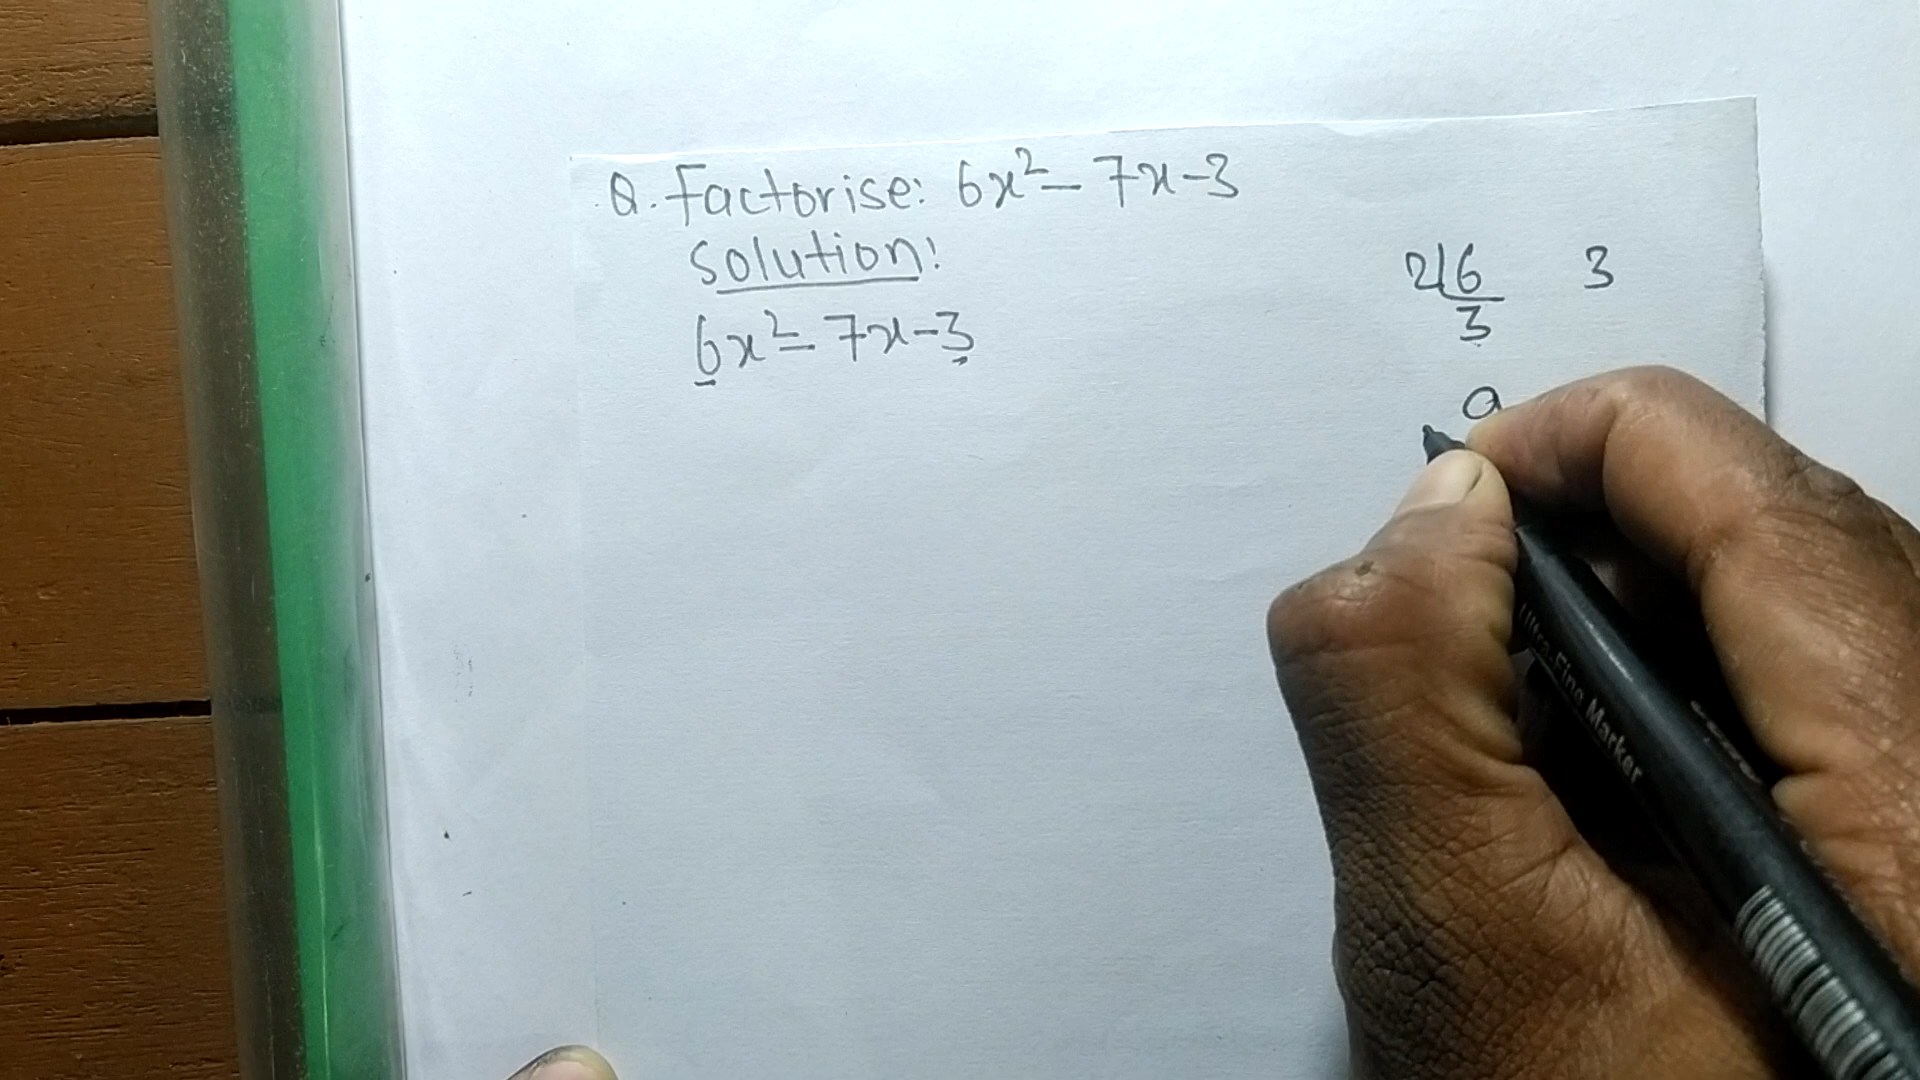 Q. Factorise: 6x² - 7x - 3
Solution:
6x² - 7x - 3
2 6 3
3
9
Ultra-Fine Marker